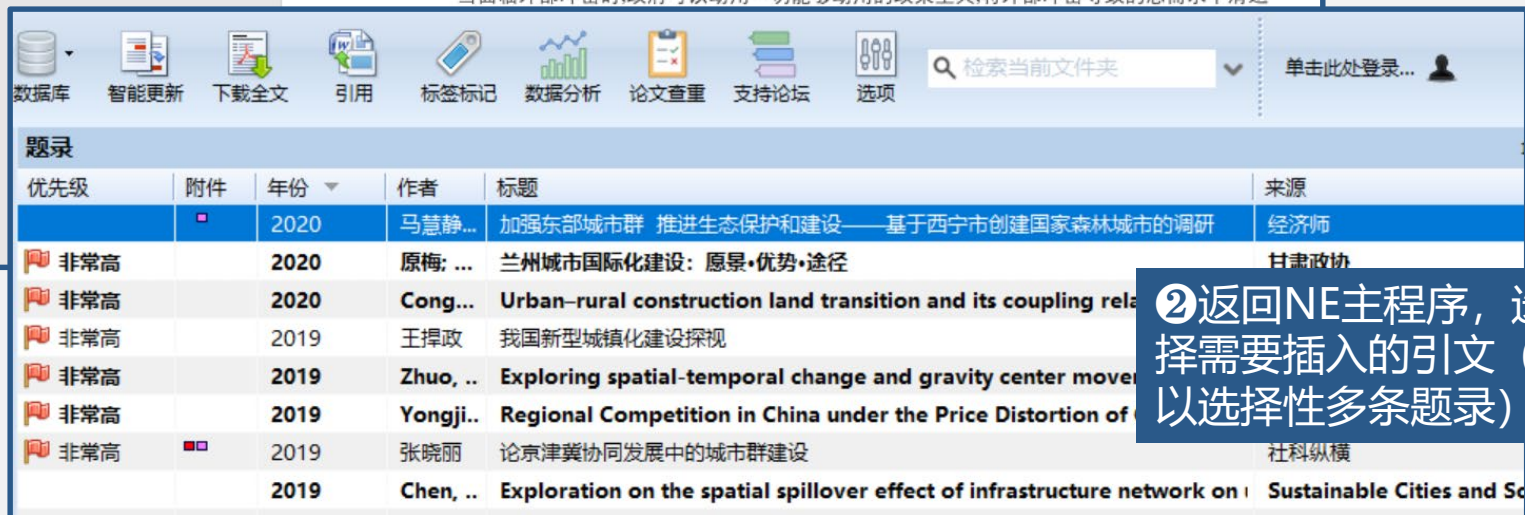 数据库 智能更新 下载全文 引用 标签标记 数据分析 论文查重 支持论坛 选项 检索当前文件夹 单击此处登录...
题录
优先级 附件 年份 作者 标题 来源
2020 马慧静... 加强东部城市群 推进生态保护和建设——基于西宁市创建国家森林城市的调研 经济师
非常高 2020 原梅; ... 兰州城市国际化建设：愿景•优势•途径 甘肃政协
非常高 2020 Cong... Urban–rural construction land transition and its coupling rela
非常高 2019 王捍政 我国新型城镇化建设探视
非常高 2019 Zhuo, .. Exploring spatial-temporal change and gravity center mover
非常高 2019 Yongji.. Regional Competition in China under the Price Distortion of
非常高 2019 张晓丽 论京津冀协同发展中的城市群建设 社科纵横
2019 Chen, .. Exploration on the spatial spillover effect of infrastructure network on Sustainable Cities and So
❷返回NE主程序，选
择需要插入的引文（
以选择性多条题录）